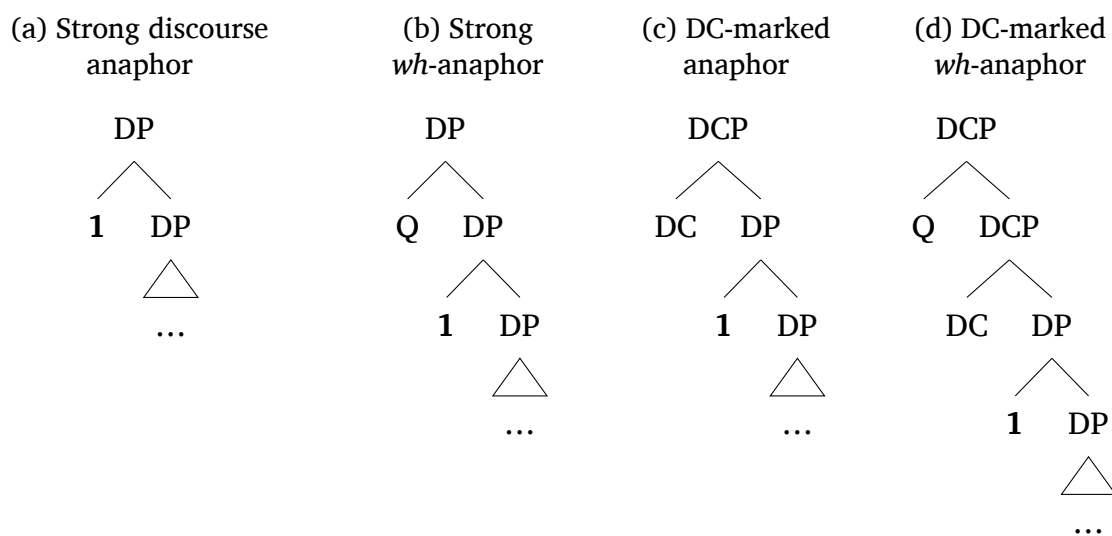 (a) Strong discourse anaphor
DP
1 DP
...
(b) Strong wh-anaphor
DP
Q DP
1 DP
...
(c) DC-marked anaphor
DCP
DC DP
1 DP
...
(d) DC-marked wh-anaphor
DCP
Q DCP
DC DP
1 DP
...